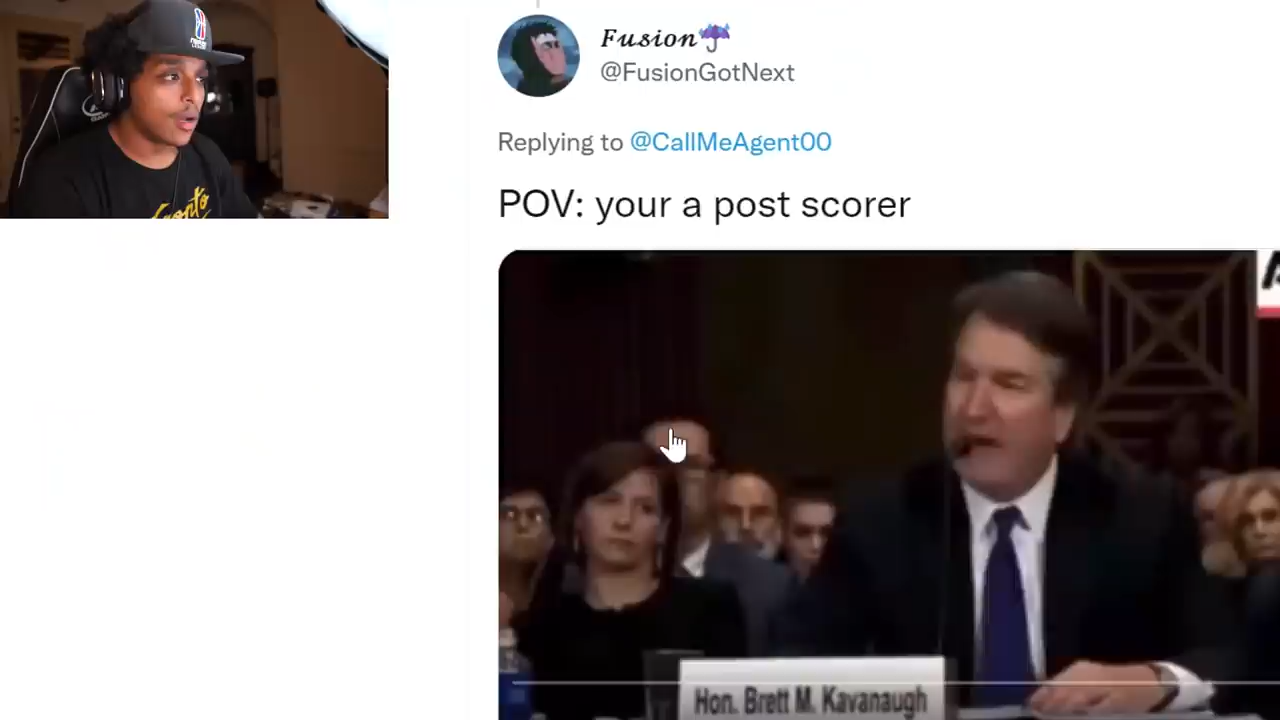 Fusion☔
@FusionGotNext
Replying to @CallMeAgent00
POV: your a post scorer
Hon. Brett M. Kavanaugh